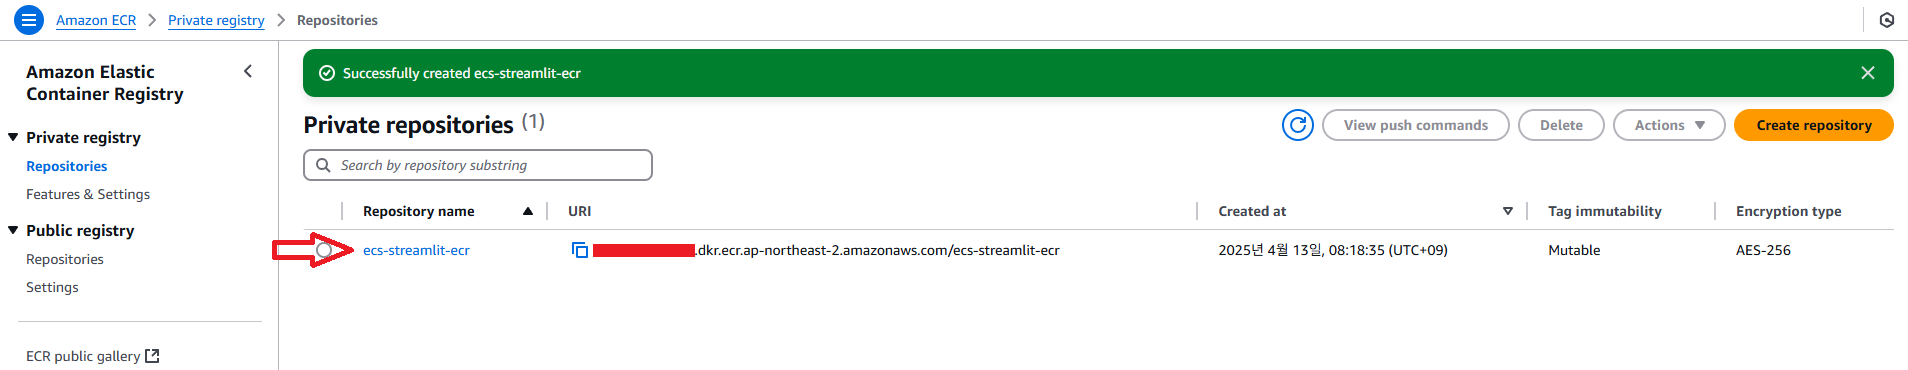 Amazon ECR > Private registry > Repositories
Amazon Elastic
Container Registry
Private registry
Repositories
Features & Settings
Public registry
Repositories
Settings
ECR public gallery
Successfully created ecs-streamlit-ecr
Private repositories (1)
View push commands Delete Actions Create repository
Search by repository substring
Repository name URI Created at Tag immutability Encryption type
ecs-streamlit-ecr .dkr.ecr.ap-northeast-2.amazonaws.com/ecs-streamlit-ecr 2025년 4월 13일, 08:18:35 (UTC+09) Mutable AES-256